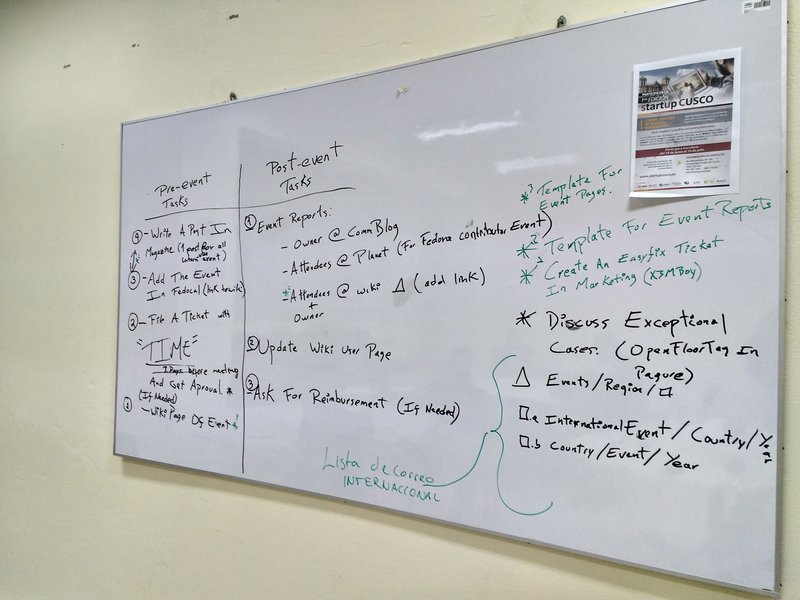 Pre-event
Tasks
④ - Write A Post In
Magazine (1 post for all
latam event)
③ - Add The Event
In Fedocal (link to wiki)
② - File A Ticket with
"TIME"
before meeting
And Get Aproval *
(If Needed)
① - Wiki Page Of Event
Post-event
Tasks
① Event Reports:
- Owner @ CommBlog
- Attendees @ Planet (For Fedora contributor Event)
- Attendees @ wiki △ (add link)
+
Owner
② Update Wiki User Page
③ - Ask For Reimbursement (If Needed)
Lista de Correo
INTERNACIONAL
*³ Template For
Event Pages.
*² Template For Event Reports
*² Create An Easyfix Ticket
In Marketing (X3MBoy)
* Discuss Exceptional
Cases: (OpenFloorTag In
Pagure)
△ Events/Region/□
□.a InternationalEvent/Country/Year
□.b Country/Event/Year
startup CUSCO